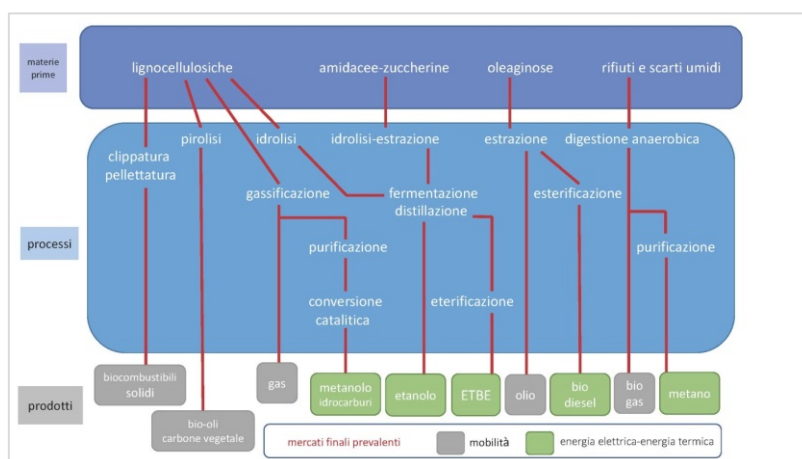 materie
prime
lignocellulosiche
amidacee-zuccherine
oleaginose
rifiuti e scarti umidi
processi
pirolisi
idrolisi
idrolisi-estrazione
estrazione
digestione anaerobica
clippatura
pellettatura
gassificazione
fermentazione
distillazione
esterificazione
purificazione
purificazione
conversione
catalitica
eterificazione
prodotti
biocombustibili
solidi
bio-oli
carbone vegetale
gas
metanolo
idrocarburi
etanolo
ETBE
olio
bio
diesel
bio
gas
metano
mercati finali prevalenti
mobilità
energia elettrica-energia termica